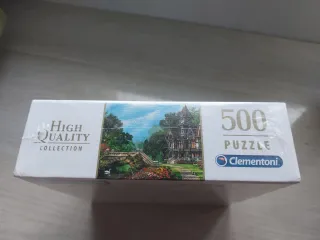 HIGH
QUALITY
COLLECTION
500
PUZZLE
Clementoni